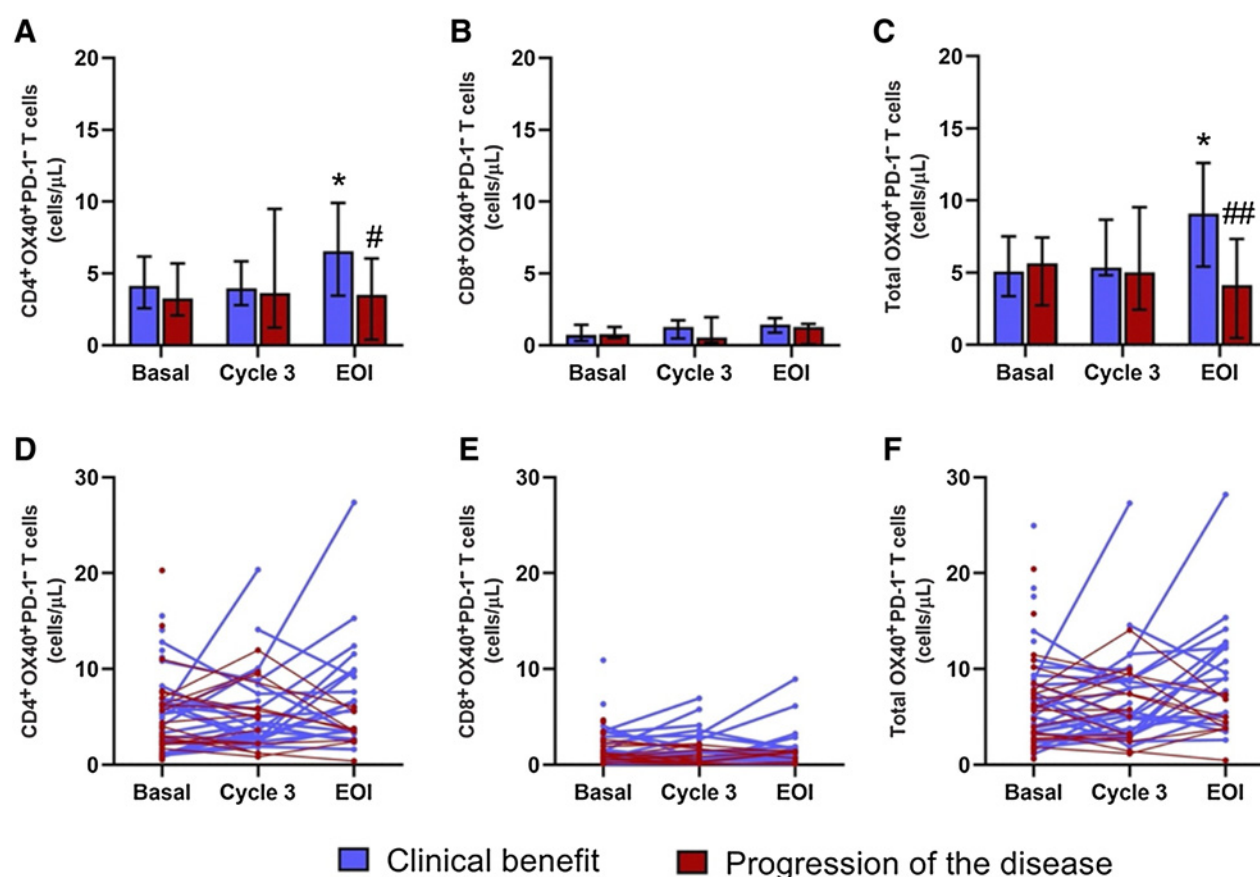 A
CD4⁺OX40⁺PD-1⁻ T cells
(cells/μL)
20
15
10
5
0
*
#
Basal Cycle 3 EOI
B
CD8⁺OX40⁺PD-1⁻ T cells
(cells/μL)
20
15
10
5
0
Basal Cycle 3 EOI
C
Total OX40⁺PD-1⁻ T cells
(cells/μL)
20
15
10
5
0
*
##
Basal Cycle 3 EOI
D
CD4⁺OX40⁺PD-1⁻ T cells
(cells/μL)
30
20
10
0
Basal Cycle 3 EOI
E
CD8⁺OX40⁺PD-1⁻ T cells
(cells/μL)
30
20
10
0
Basal Cycle 3 EOI
F
Total OX40⁺PD-1⁻ T cells
(cells/μL)
30
20
10
0
Basal Cycle 3 EOI
Clinical benefit
Progression of the disease